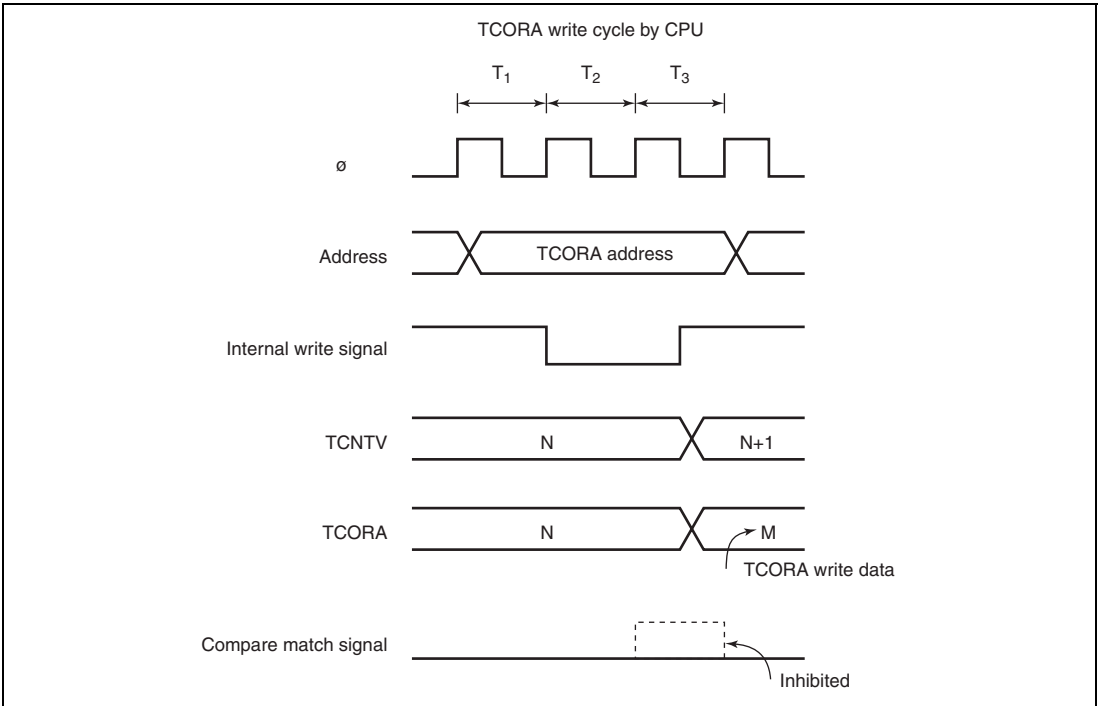 TCORA write cycle by CPU
T1 T2 T3
ø
Address TCORA address
Internal write signal
TCNTV N N+1
TCORA N M
TCORA write data
Compare match signal
Inhibited